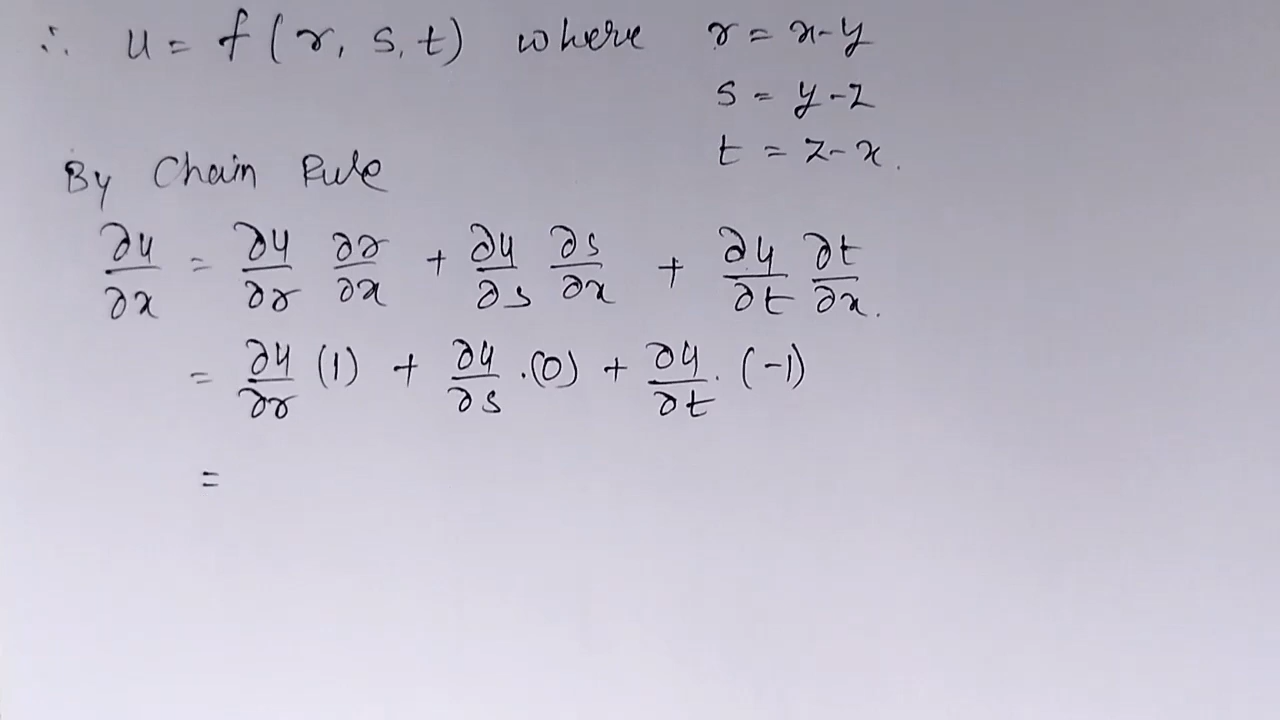 ∴ u = f(r, s, t) where r = x-y
s = y-z
t = z-x.
By Chain Rule
∂u/∂x = ∂u/∂r ∂r/∂x + ∂u/∂s ∂s/∂x + ∂u/∂t ∂t/∂x.
= ∂u/∂r (1) + ∂u/∂s .(0) + ∂u/∂t . (-1)
=